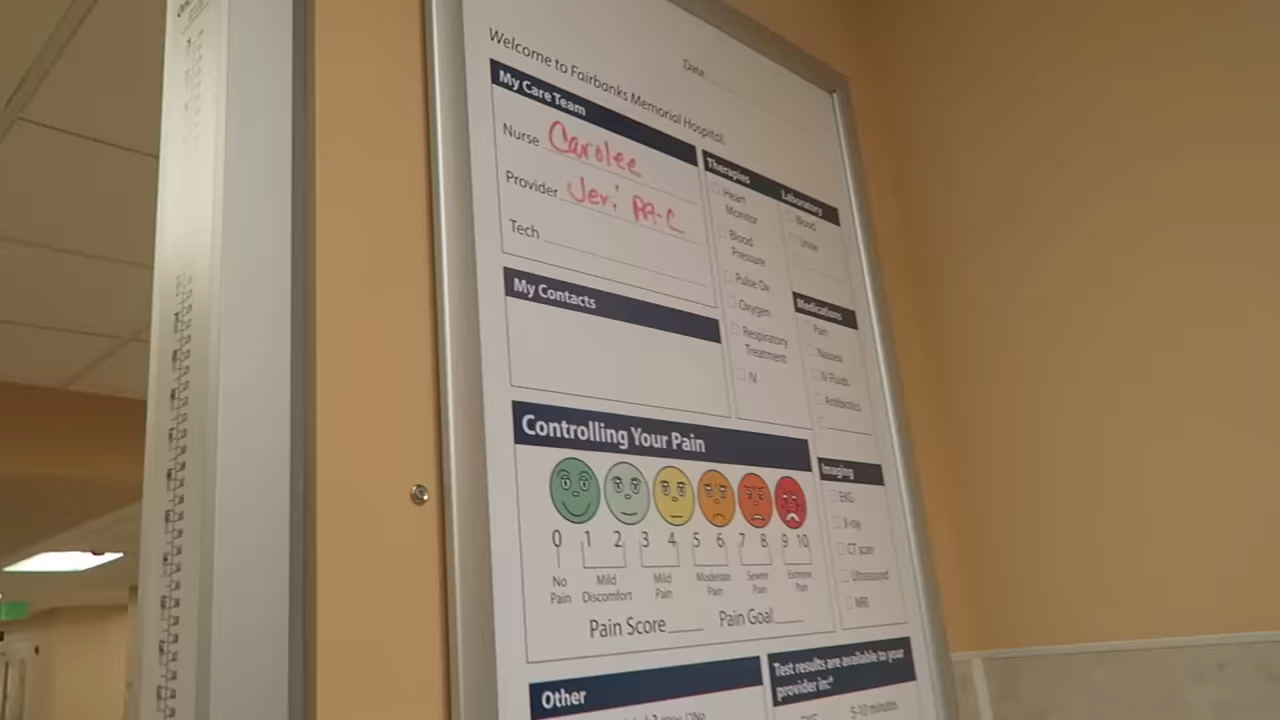 Welcome to Fairbanks Memorial Hospital.
Date
My Care Team
Nurse Carolee
Provider Jeri PA-C
Tech
My Contacts
Therapies
Heart
Monitor
Blood
Pressure
Pulse Ox
Oxygen
Respiratory
Treatment
IV
Laboratory
Blood
Urine
Medications
Pain
Nausea
IV Fluids
Antibiotics
Imaging
EKG
X-ray
CT scan
Ultrasound
MRI
Controlling Your Pain
0 1 2 3 4 5 6 7 8 9 10
No Pain
Mild Discomfort
Mild Pain
Moderate Pain
Severe Pain
Extreme Pain
Pain Score
Pain Goal
Other
Test results are available to your
provider in:*
5-10 minutes